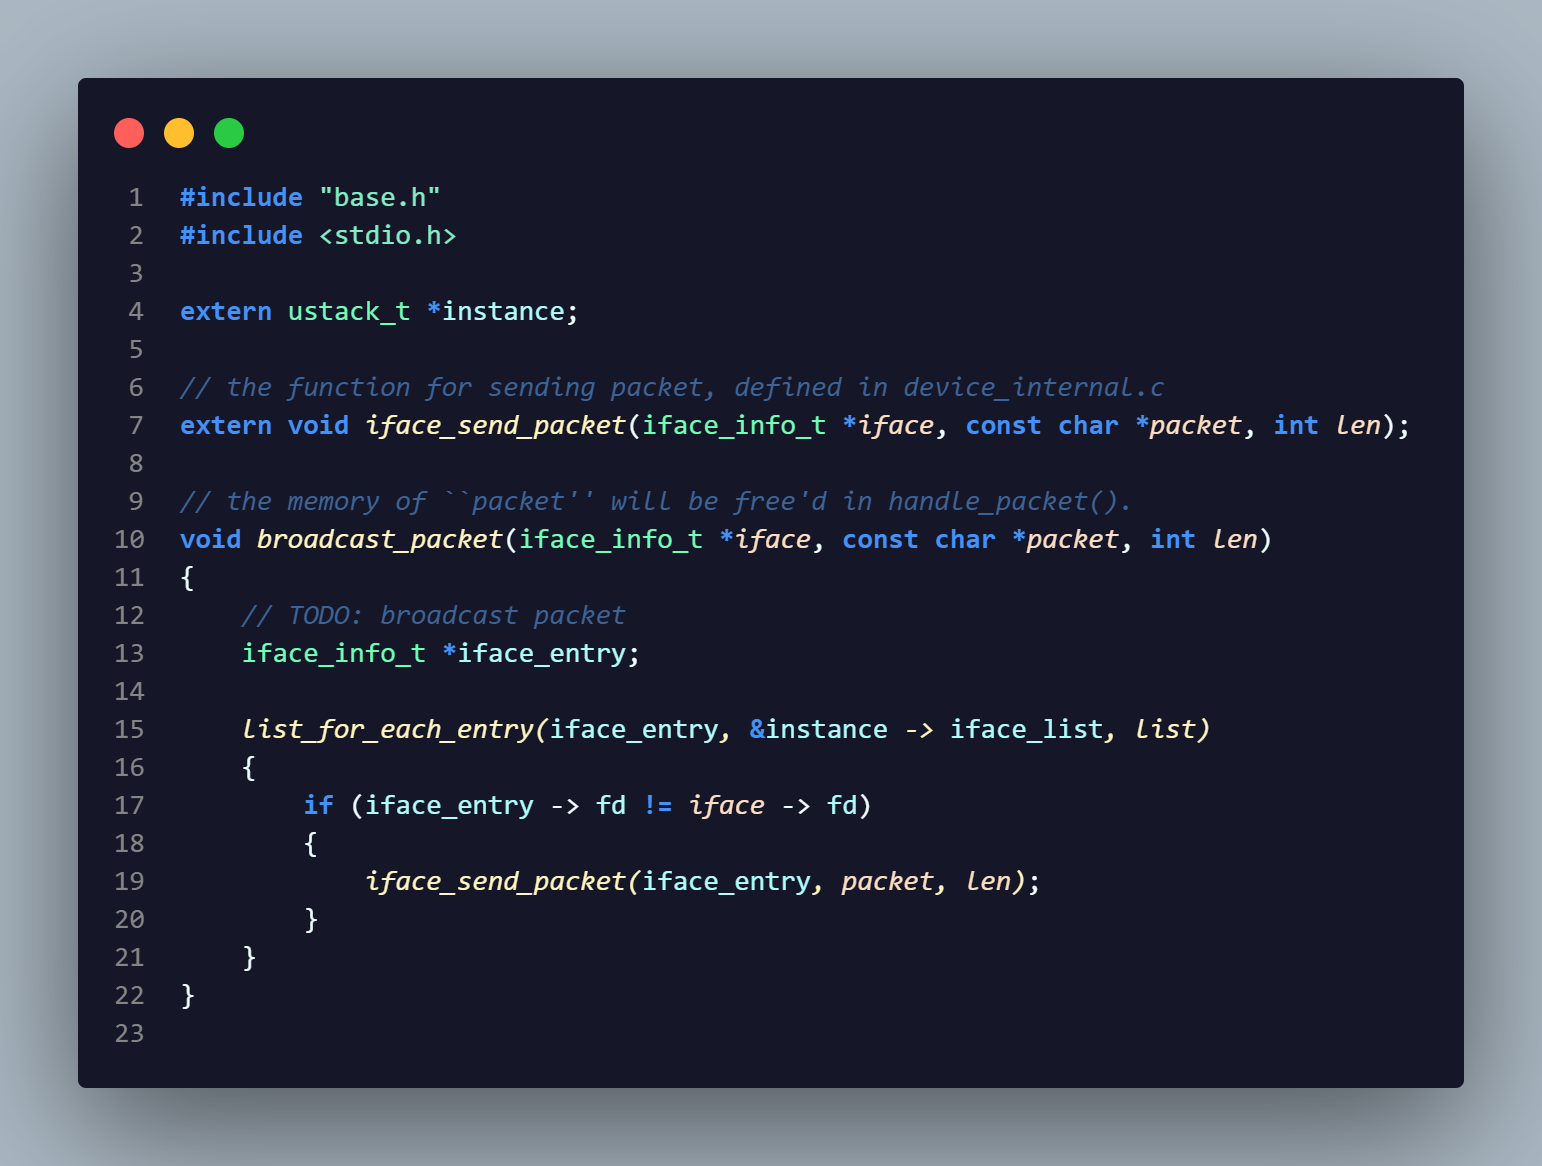 1 #include "base.h"
2 #include <stdio.h>
3
4 extern ustack_t *instance;
5
6 // the function for sending packet, defined in device_internal.c
7 extern void iface_send_packet(iface_info_t *iface, const char *packet, int len);
8
9 // the memory of ``packet'' will be free'd in handle_packet().
10 void broadcast_packet(iface_info_t *iface, const char *packet, int len)
11 {
12     // TODO: broadcast packet
13     iface_info_t *iface_entry;
14
15     list_for_each_entry(iface_entry, &instance -> iface_list, list)
16     {
17         if (iface_entry -> fd != iface -> fd)
18         {
19             iface_send_packet(iface_entry, packet, len);
20         }
21     }
22 }
23